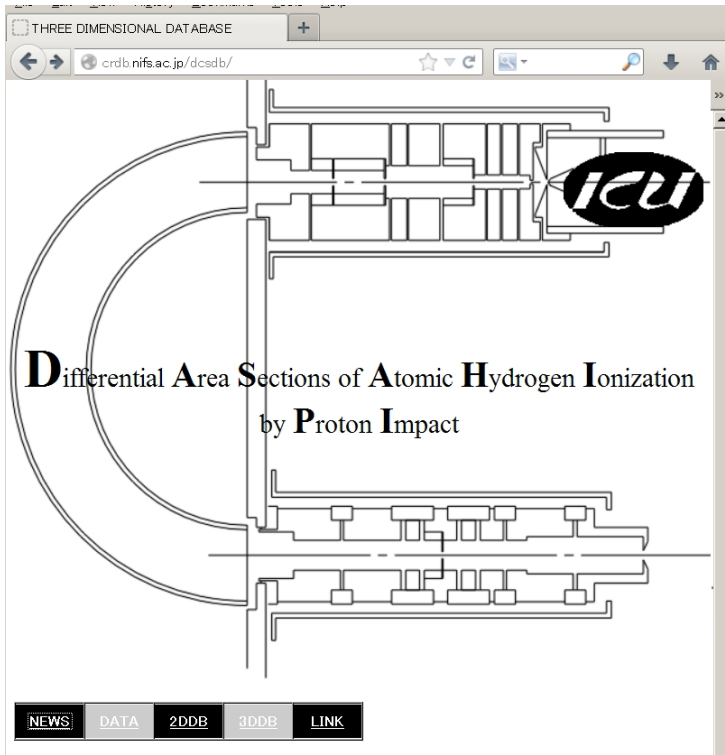 THREE DIMENSIONAL DATABASE
crdb.nifs.ac.jp/dcsdb/
ICU
Differential Area Sections of Atomic Hydrogen Ionization
by Proton Impact
NEWS DATA 2DDB 3DDB LINK